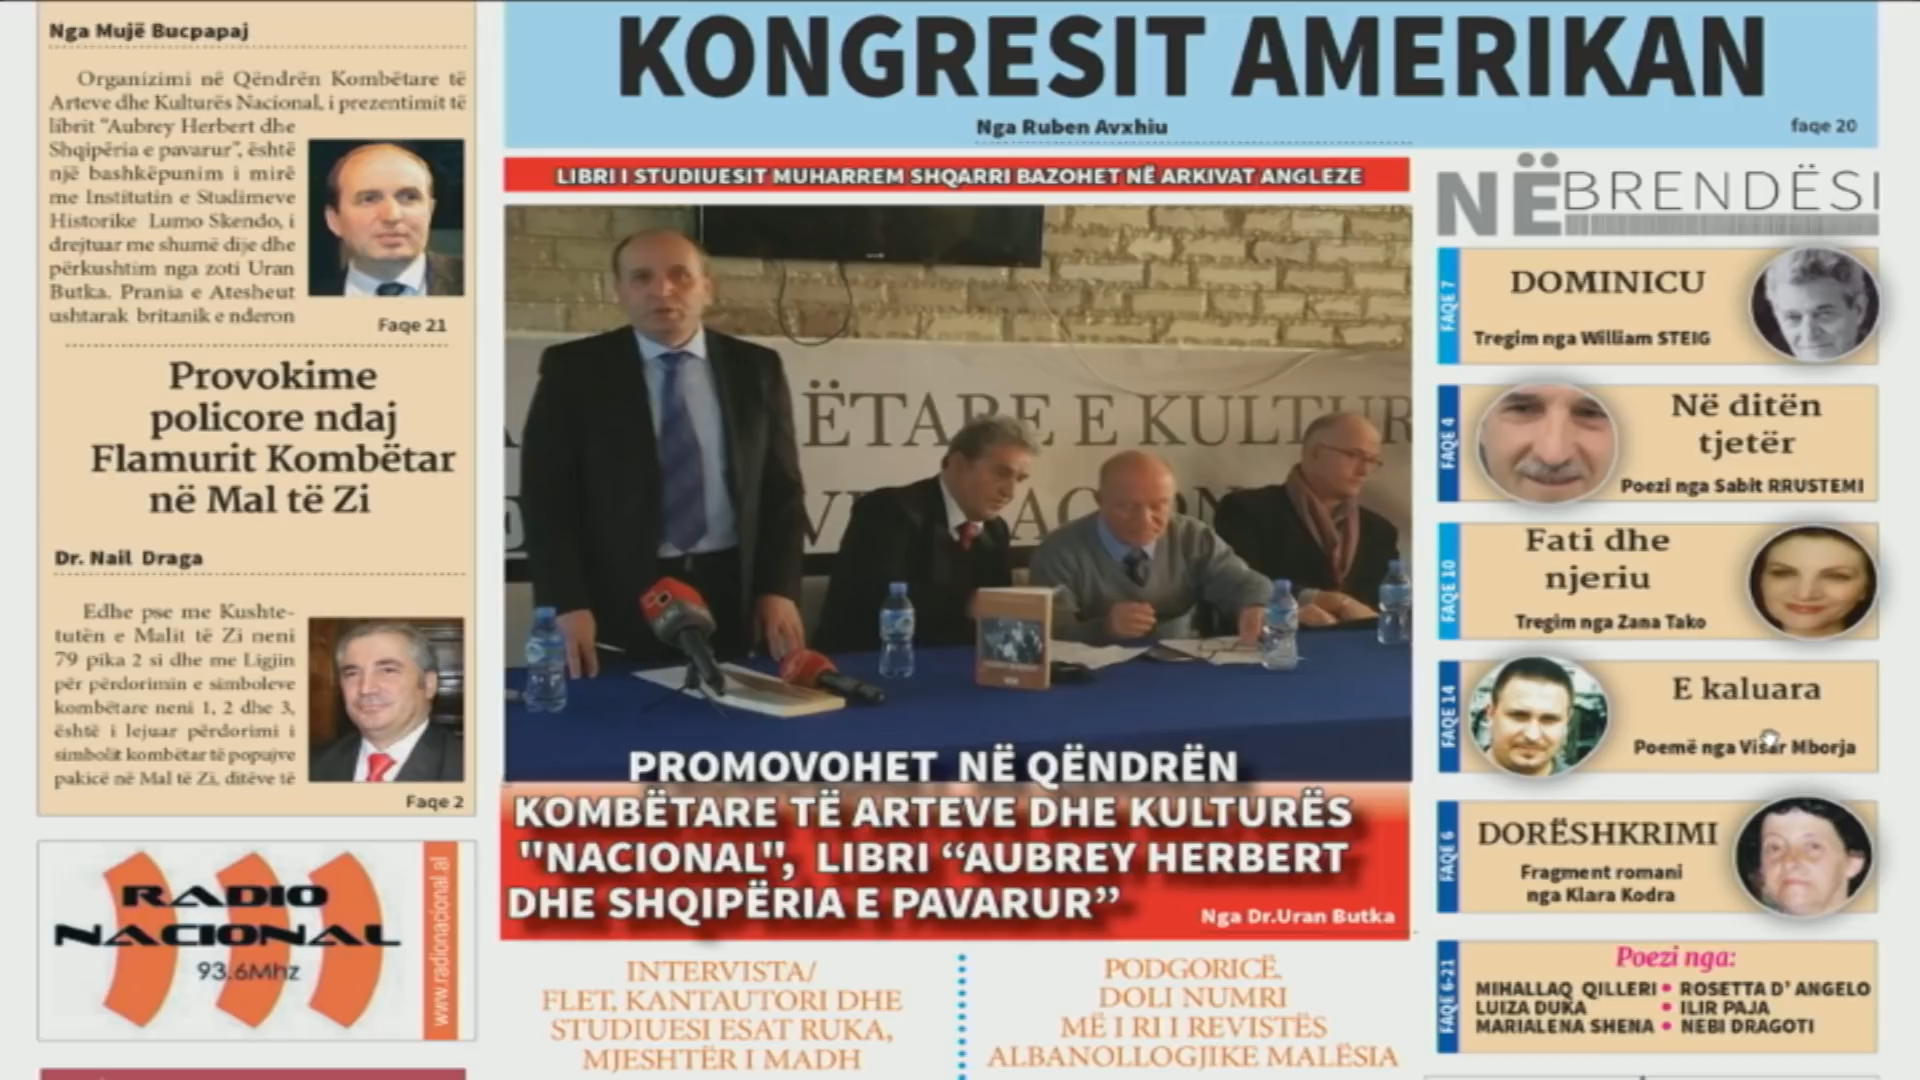 Nga Mujë Bucpapaj
Organizimi në Qëndrën Kombëtare të
Arteve dhe Kulturës Nacional, i prezentimit të
librit “Aubrey Herbert dhe
Shqipëria e pavarur”, është
një bashkëpunim i mirë
me Institutin e Studimeve
Historike Lumo Skendo, i
drejtuar me shumë dije dhe
përkushtim nga zoti Uran
Butka. Prania e Atesheut
ushtarak britanik e nderon
Faqe 21
Provokime
policore ndaj
Flamurit Kombëtar
në Mal të Zi
Dr. Nail Draga
Edhe pse me Kushte-
tutën e Malit të Zi neni
79 pika 2 si dhe me Ligjin
për përdorimin e simboleve
kombëtare neni 1, 2 dhe 3,
është i lejuar përdorimi i
simbolit kombëtar të popujve
pakicë në Mal të Zi, ditëve të
Faqe 2
RADIO
NACIONAL
93.6Mhz
www.radionacional.al
KONGRESIT AMERIKAN
Nga Ruben Avxhiu
faqe 20
LIBRI I STUDIUESIT MUHARREM SHQARRI BAZOHET NË ARKIVAT ANGLEZE
ËTARE E KULTUR
PROMOVOHET NË QËNDRËN
KOMBËTARE TË ARTEVE DHE KULTURËS
"NACIONAL", LIBRI “AUBREY HERBERT
DHE SHQIPËRIA E PAVARUR”
Nga Dr.Uran Butka
INTERVISTA/
FLET, KANTAUTORI DHE
STUDIUESI ESAT RUKA,
MJESHTËR I MADH
PODGORICË,
DOLI NUMRI
MË I RI I REVISTËS
ALBANOLLOGJIKE MALËSIA
NË BRENDËSI
FAQE 7
DOMINICU
Tregim nga William STEIG
FAQE 4
Në ditën
tjetër
Poezi nga Sabit RRUSTEMI
FAQE 10
Fati dhe
njeriu
Tregim nga Zana Tako
FAQE 14
E kaluara
Poemë nga Visar Mborja
FAQE 6
DORËSHKRIMI
Fragment romani
nga Klara Kodra
FAQE 6-21
Poezi nga:
MIHALLAQ QILLERI • ROSETTA D' ANGELO
LUIZA DUKA • ILIR PAJA
MARIALENA SHENA • NEBI DRAGOTI